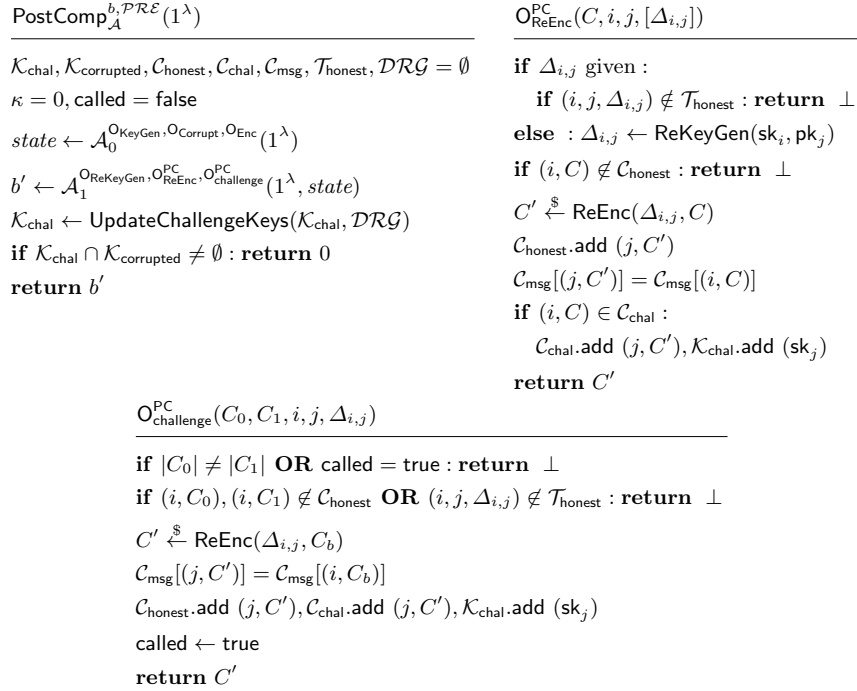 PostComp^{b,PRE}_A(1^λ)
K_chal, K_corrupted, C_honest, C_chal, C_msg, T_honest, DRG = ∅
κ = 0, called = false
state ← A_0^{O_KeyGen, O_Corrupt, O_Enc}(1^λ)
b′ ← A_1^{O_ReKeyGen, O^PC_ReEnc, O^PC_challenge}(1^λ, state)
K_chal ← UpdateChallengeKeys(K_chal, DRG)
if K_chal ∩ K_corrupted ≠ ∅ : return 0
return b′
O^PC_ReEnc(C, i, j, [Δ_{i,j}])
if Δ_{i,j} given :
if (i, j, Δ_{i,j}) ∉ T_honest : return ⊥
else : Δ_{i,j} ← ReKeyGen(sk_i, pk_j)
if (i, C) ∉ C_honest : return ⊥
C′ ←$ ReEnc(Δ_{i,j}, C)
C_honest.add (j, C′)
C_msg[(j, C′)] = C_msg[(i, C)]
if (i, C) ∈ C_chal :
C_chal.add (j, C′), K_chal.add (sk_j)
return C′
O^PC_challenge(C_0, C_1, i, j, Δ_{i,j})
if |C_0| ≠ |C_1| OR called = true : return ⊥
if (i, C_0), (i, C_1) ∉ C_honest OR (i, j, Δ_{i,j}) ∉ T_honest : return ⊥
C′ ←$ ReEnc(Δ_{i,j}, C_b)
C_msg[(j, C′)] = C_msg[(i, C_b)]
C_honest.add (j, C′), C_chal.add (j, C′), K_chal.add (sk_j)
called ← true
return C′